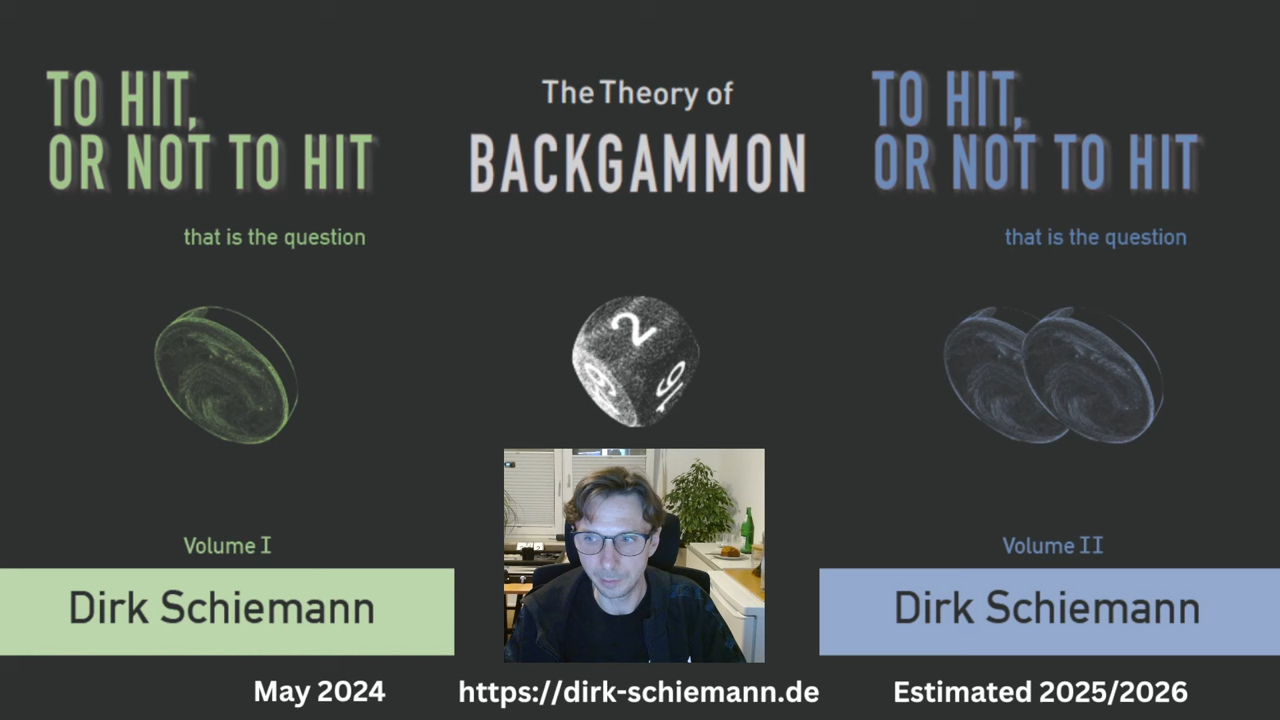 TO HIT,
OR NOT TO HIT
that is the question
Volume I
Dirk Schiemann
May 2024
The Theory of
BACKGAMMON
2
https://dirk-schiemann.de
TO HIT,
OR NOT TO HIT
that is the question
Volume II
Dirk Schiemann
Estimated 2025/2026